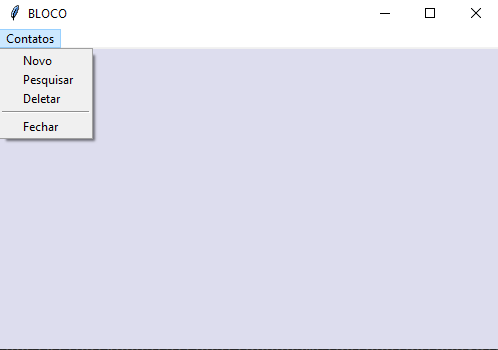 BLOCO
Contatos
Novo
Pesquisar
Deletar
Fechar